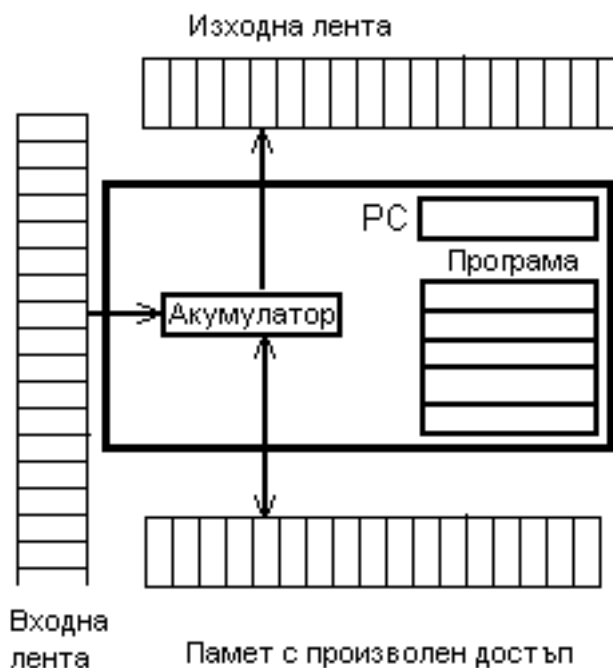 Изходна лента
PC
Програма
Акумулатор
Входна
лента
Памет с произволен достъп